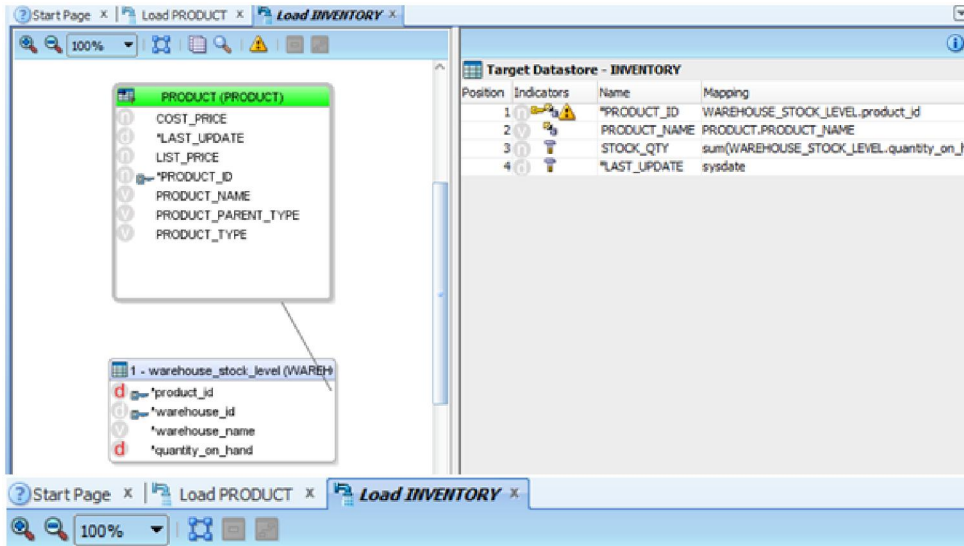 Start Page x Load PRODUCT x Load INVENTORY x
100%
PRODUCT (PRODUCT)
n COST_PRICE
d *LAST_UPDATE
n LIST_PRICE
n *PRODUCT_ID
v PRODUCT_NAME
v PRODUCT_PARENT_TYPE
v PRODUCT_TYPE
1 - warehouse_stock_level (WAREH
d *product_id
d *warehouse_id
v *warehouse_name
d *quantity_on_hand
Target Datastore - INVENTORY
Position Indicators Name Mapping
1 n *PRODUCT_ID WAREHOUSE_STOCK_LEVEL.product_id
2 v PRODUCT_NAME PRODUCT.PRODUCT_NAME
3 n STOCK_QTY sum(WAREHOUSE_STOCK_LEVEL.quantity_on_h
4 d *LAST_UPDATE sysdate
Start Page x Load PRODUCT x Load INVENTORY x
100%